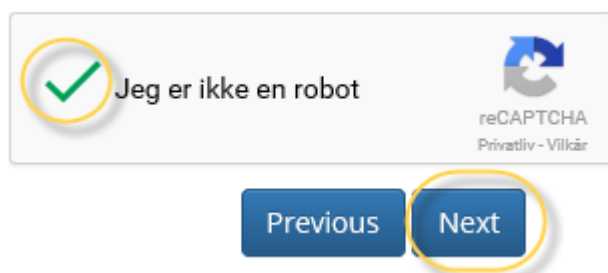 Jeg er ikke en robot
reCAPTCHA
Privatliv - Vilkår
Previous Next